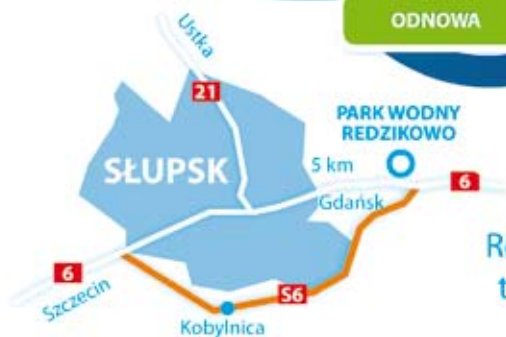 ODNOWA
Ustka
21
PARK WODNY
REDZIKOWO
SŁUPSK
5 km
6
Gdańsk
6
Szczecin
S6
Kobylnica